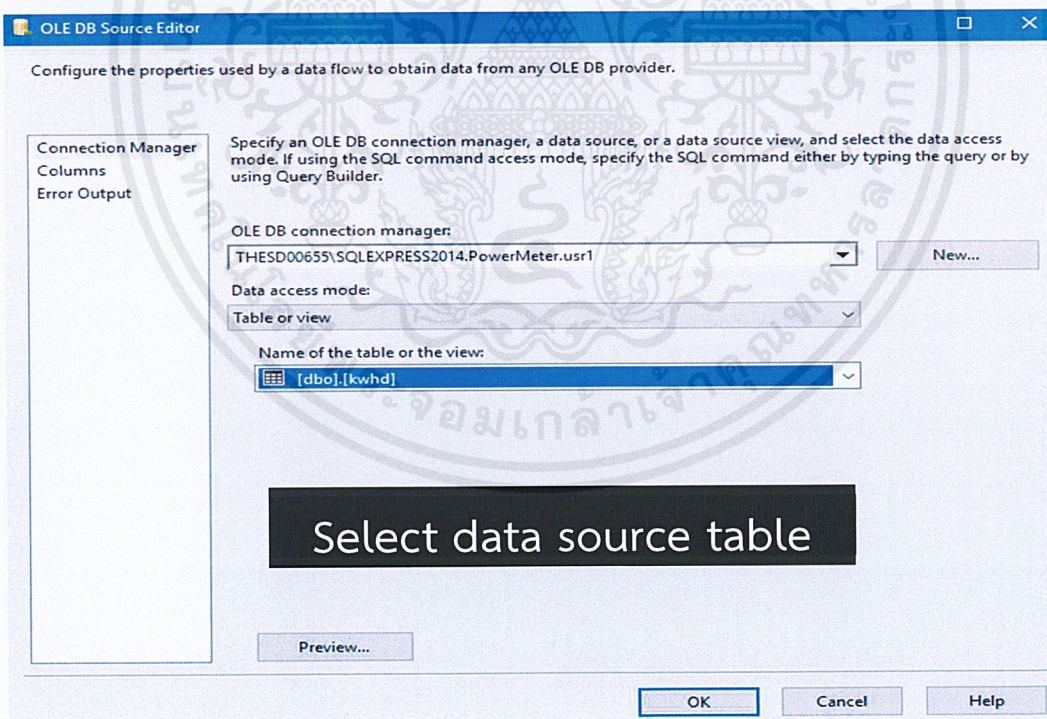 OLE DB Source Editor
Configure the properties used by a data flow to obtain data from any OLE DB provider.
Connection Manager
Columns
Error Output
Specify an OLE DB connection manager, a data source, or a data source view, and select the data access
mode. If using the SQL command access mode, specify the SQL command either by typing the query or by
using Query Builder.
OLE DB connection manager:
THESD00655\SQLEXPRESS2014.PowerMeter.usr1
New...
Data access mode:
Table or view
Name of the table or the view:
[dbo].[kwhd]
Select data source table
Preview...
OK
Cancel
Help